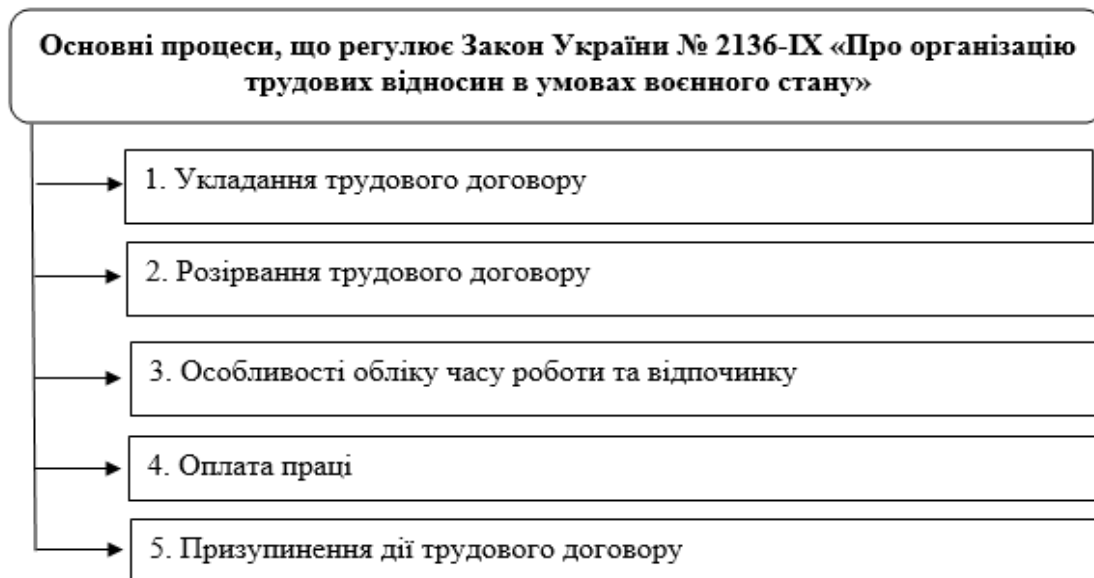 Основні процеси, що регулює Закон України № 2136-IX «Про організацію
трудових відносин в умовах воєнного стану»
1. Укладання трудового договору
2. Розірвання трудового договору
3. Особливості обліку часу роботи та відпочинку
4. Оплата праці
5. Призупинення дії трудового договору